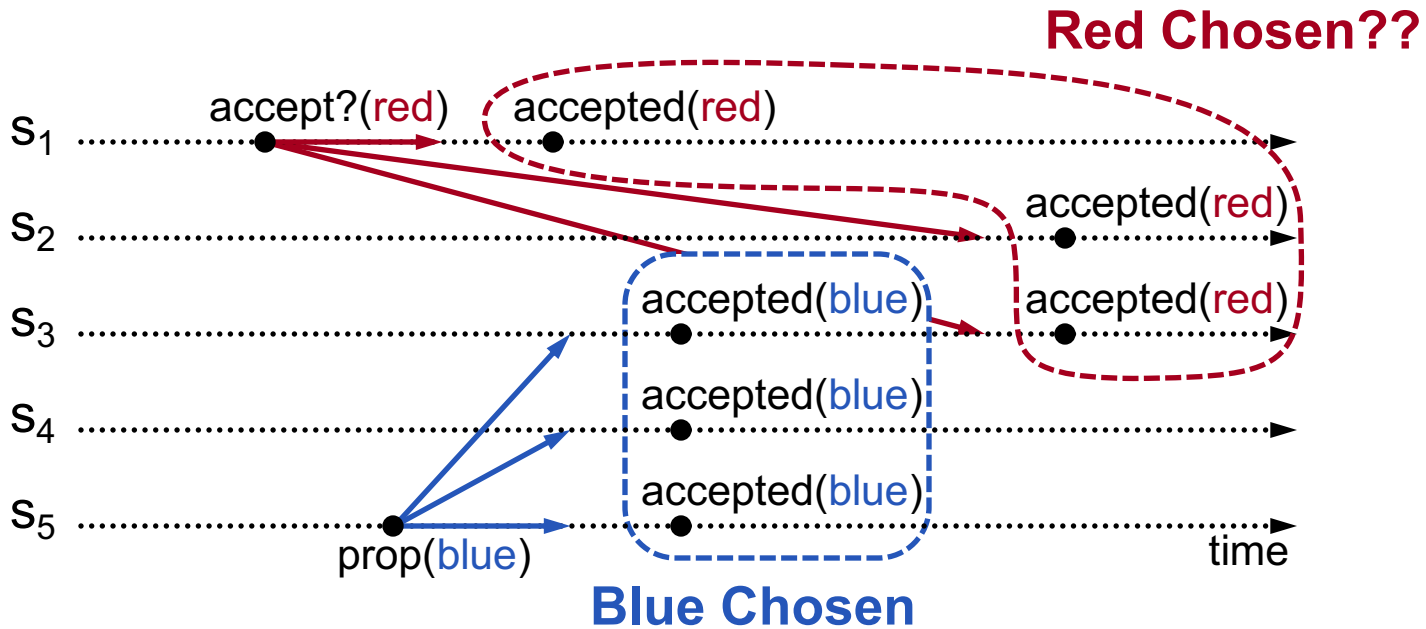 Red Chosen??
accept?(red) accepted(red)
S1
accepted(red)
S2
accepted(blue) accepted(red)
S3
accepted(blue)
S4
accepted(blue)
S5
prop(blue) time
Blue Chosen